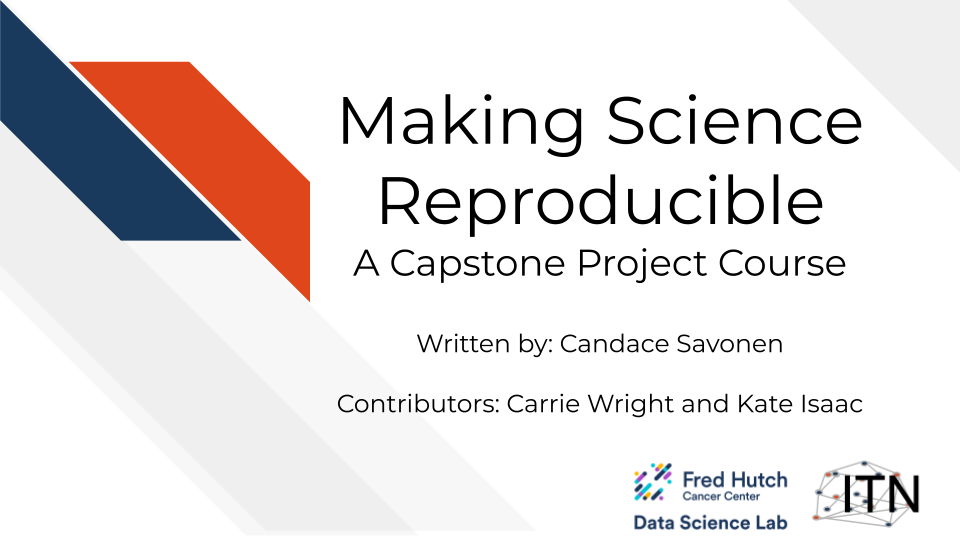 Making Science
Reproducible
A Capstone Project Course
Written by: Candace Savonen
Contributors: Carrie Wright and Kate Isaac
Fred Hutch
Cancer Center
Data Science Lab
ITN